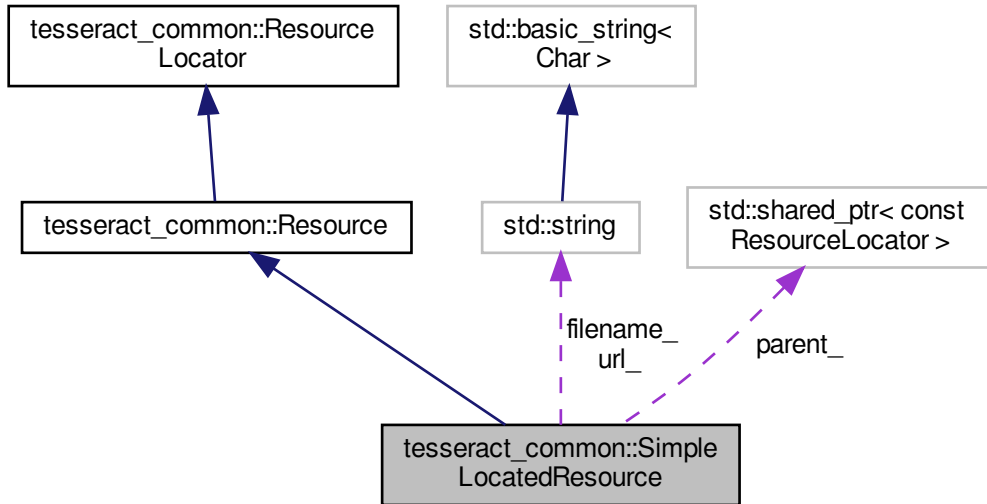 tesseract_common::Resource
Locator
std::basic_string<
Char >
tesseract_common::Resource
std::string
std::shared_ptr< const
ResourceLocator >
filename_
url_
parent_
tesseract_common::Simple
LocatedResource